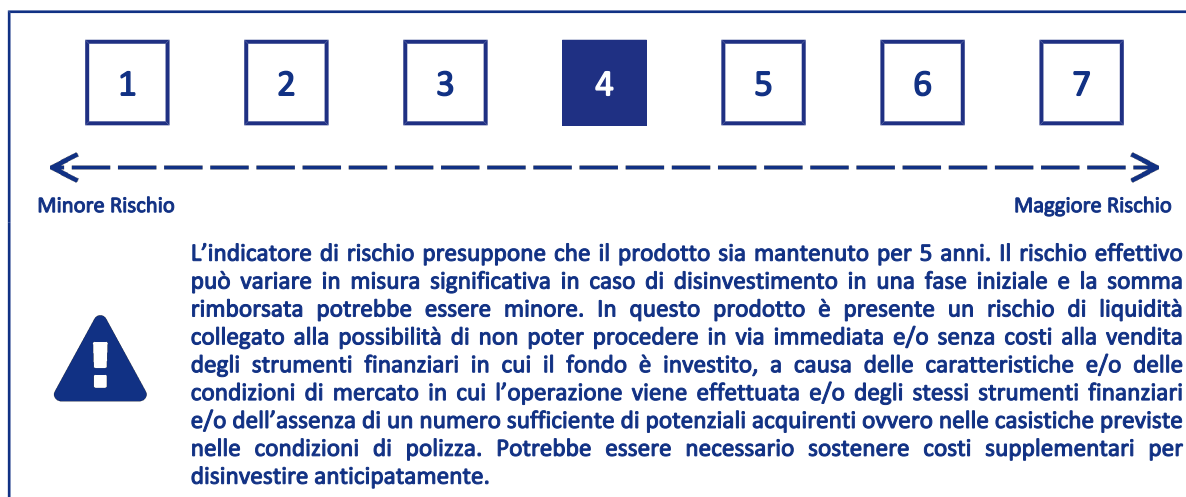 1 2 3 4 5 6 7
Minore Rischio Maggiore Rischio
L'indicatore di rischio presuppone che il prodotto sia mantenuto per 5 anni. Il rischio effettivo
può variare in misura significativa in caso di disinvestimento in una fase iniziale e la somma
rimborsata potrebbe essere minore. In questo prodotto è presente un rischio di liquidità
collegato alla possibilità di non poter procedere in via immediata e/o senza costi alla vendita
degli strumenti finanziari in cui il fondo è investito, a causa delle caratteristiche e/o delle
condizioni di mercato in cui l'operazione viene effettuata e/o degli stessi strumenti finanziari
e/o dell'assenza di un numero sufficiente di potenziali acquirenti ovvero nelle casistiche previste
nelle condizioni di polizza. Potrebbe essere necessario sostenere costi supplementari per
disinvestire anticipatamente.